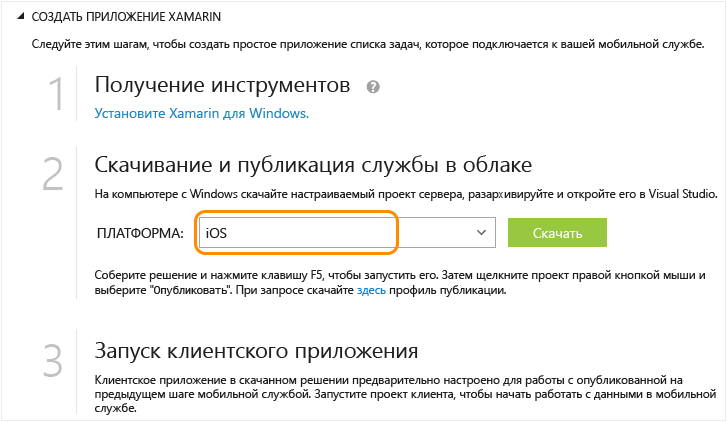 СОЗДАТЬ ПРИЛОЖЕНИЕ XAMARIN
Следуйте этим шагам, чтобы создать простое приложение списка задач, которое подключается к вашей мобильной службе.
1
Получение инструментов ?
Установите Xamarin для Windows.
2
Скачивание и публикация службы в облаке
На компьютере с Windows скачайте настраиваемый проект сервера, разархивируйте и откройте его в Visual Studio.
ПЛАТФОРМА: iOS Скачать
Соберите решение и нажмите клавишу F5, чтобы запустить его. Затем щелкните проект правой кнопкой мыши и
выберите "Опубликовать". При запросе скачайте здесь профиль публикации.
3
Запуск клиентского приложения
Клиентское приложение в скачанном решении предварительно настроено для работы с опубликованной на
предыдущем шаге мобильной службой. Запустите проект клиента, чтобы начать работать с данными в мобильной
службе.